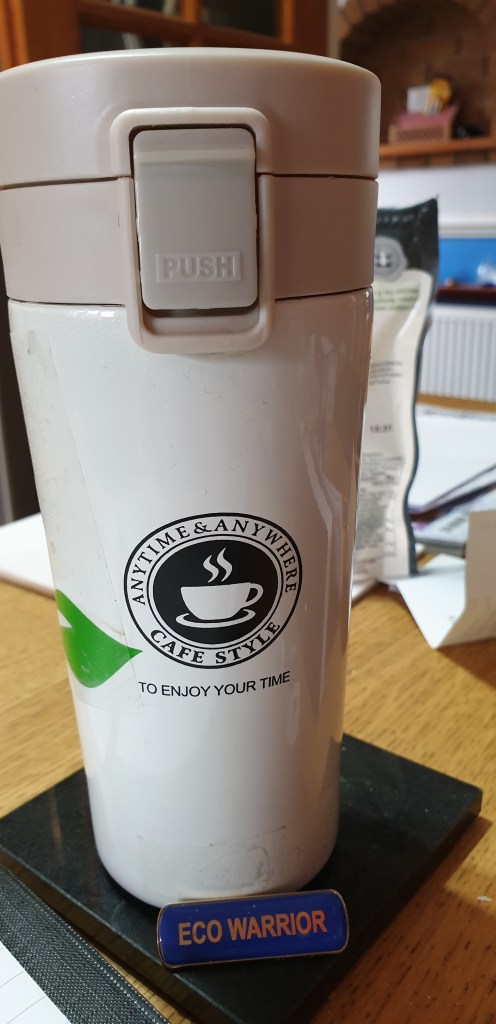 PUSH
ANYTIME & ANYWHERE
CAFE STYLE
TO ENJOY YOUR TIME
ECO WARRIOR